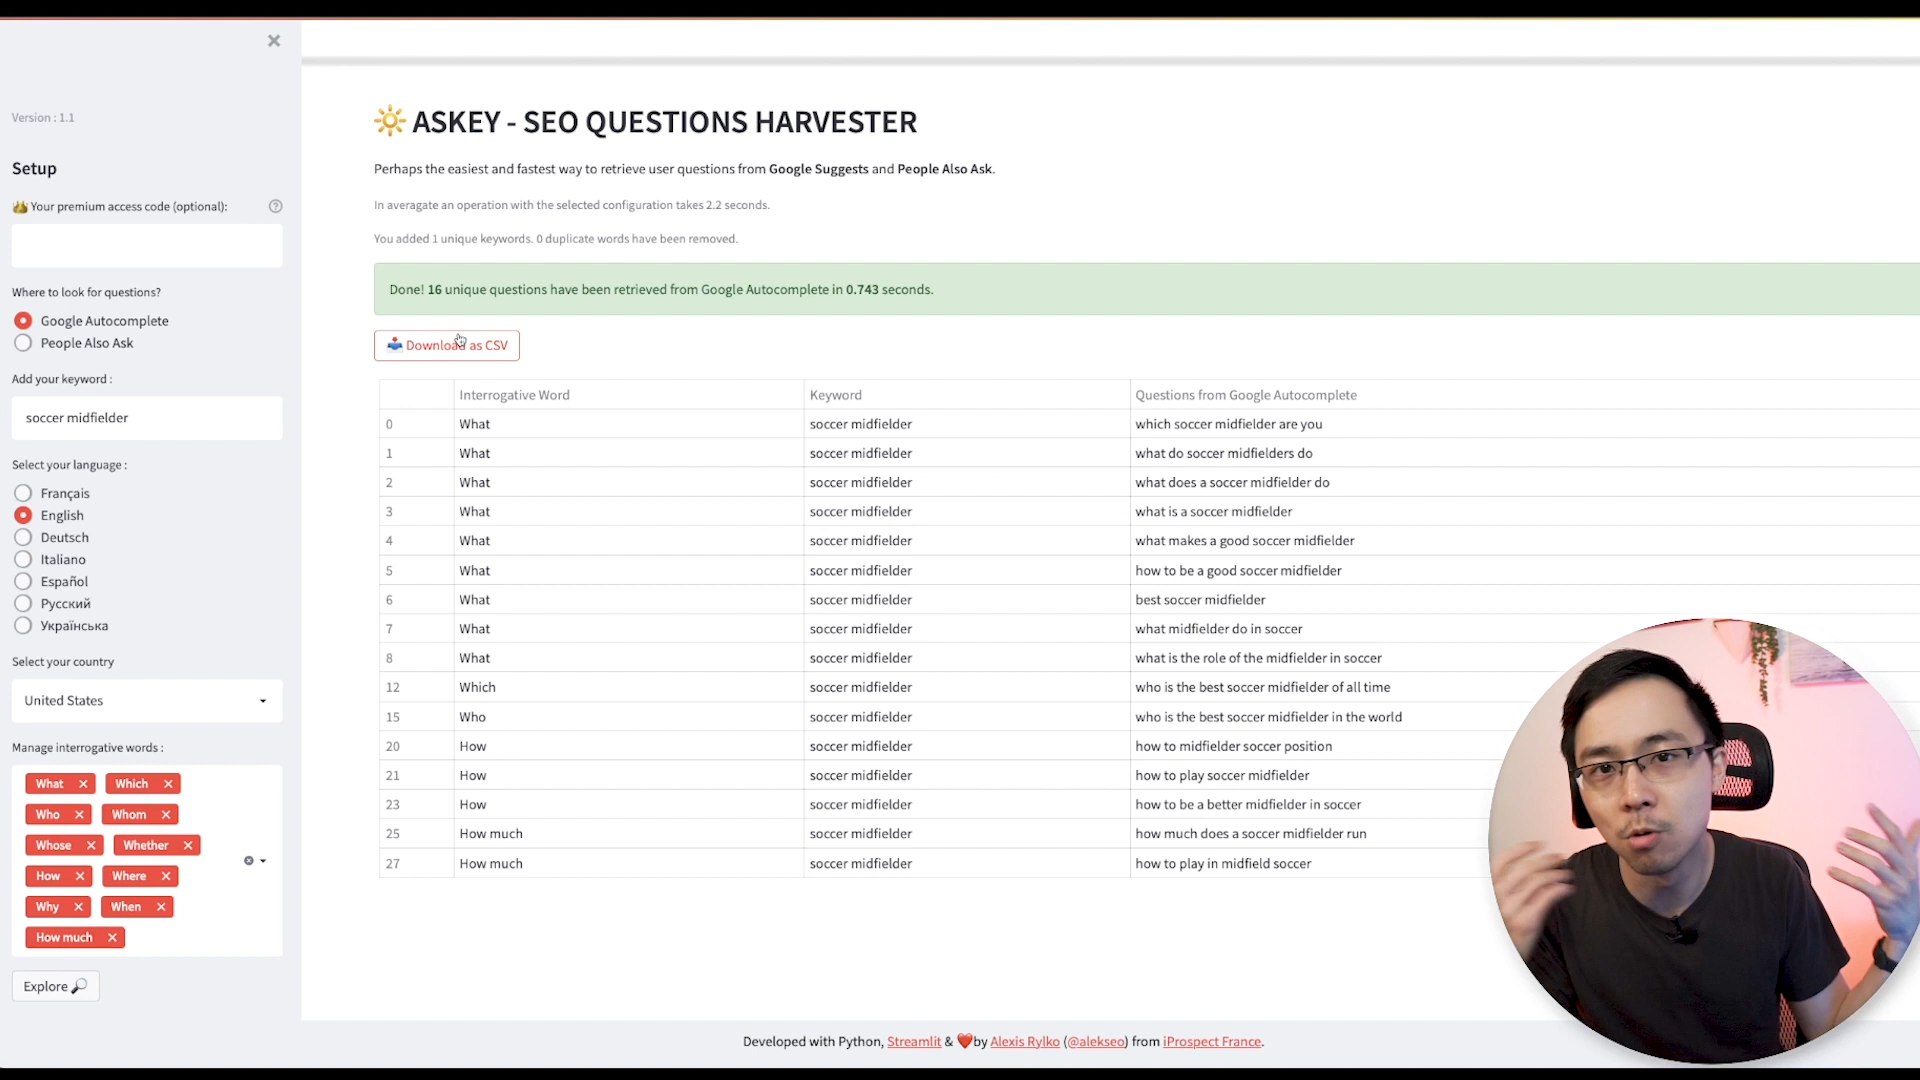 Version : 1.1
Setup
Your premium access code (optional):
Where to look for questions?
Google Autocomplete
People Also Ask
Add your keyword :
soccer midfielder
Select your language :
Français
English
Deutsch
Italiano
Español
Русский
Українська
Select your country
United States
Manage interrogative words :
What Which
Who Whom
Whose Whether
How Where
Why When
How much
Explore
ASKEY - SEO QUESTIONS HARVESTER
Perhaps the easiest and fastest way to retrieve user questions from Google Suggests and People Also Ask.
In averagate an operation with the selected configuration takes 2.2 seconds.
You added 1 unique keywords. 0 duplicate words have been removed.
Done! 16 unique questions have been retrieved from Google Autocomplete in 0.743 seconds.
Download as CSV
Interrogative Word Keyword Questions from Google Autocomplete
0 What soccer midfielder which soccer midfielder are you
1 What soccer midfielder what do soccer midfielders do
2 What soccer midfielder what does a soccer midfielder do
3 What soccer midfielder what is a soccer midfielder
4 What soccer midfielder what makes a good soccer midfielder
5 What soccer midfielder how to be a good soccer midfielder
6 What soccer midfielder best soccer midfielder
7 What soccer midfielder what midfielder do in soccer
8 What soccer midfielder what is the role of the midfielder in soccer
12 Which soccer midfielder who is the best soccer midfielder of all time
15 Who soccer midfielder who is the best soccer midfielder in the world
20 How soccer midfielder how to midfielder soccer position
21 How soccer midfielder how to play soccer midfielder
23 How soccer midfielder how to be a better midfielder in soccer
25 How much soccer midfielder how much does a soccer midfielder run
27 How much soccer midfielder how to play in midfield soccer
Developed with Python, Streamlit & ❤️by Alexis Rylko (@alekseo) from iProspect France.